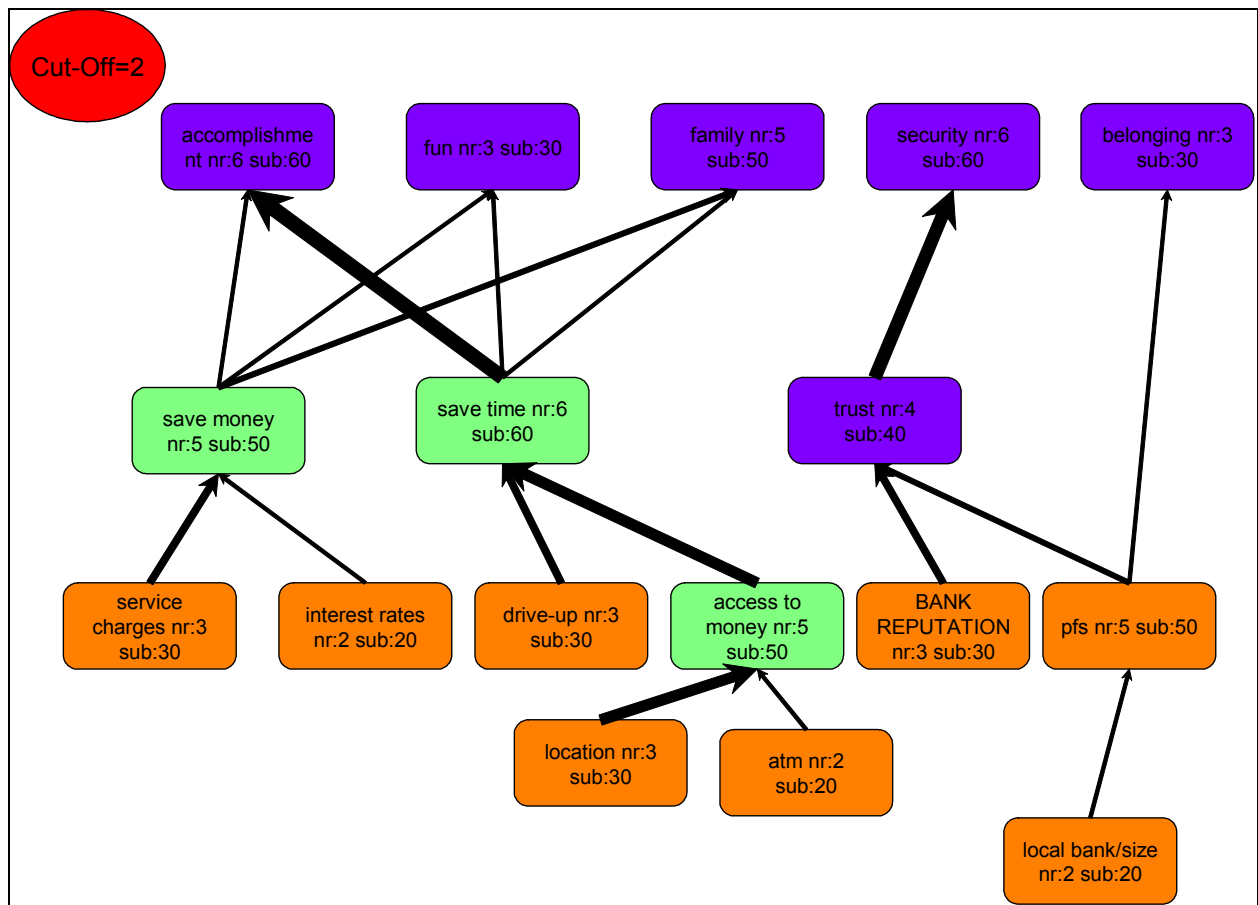 Cut-Off=2
accomplishme
nt nr:6 sub:60
fun nr:3 sub:30
family nr:5
sub:50
security nr:6
sub:60
belonging nr:3
sub:30
save money
nr:5 sub:50
save time nr:6
sub:60
trust nr:4
sub:40
service
charges nr:3
sub:30
interest rates
nr:2 sub:20
drive-up nr:3
sub:30
access to
money nr:5
sub:50
BANK
REPUTATION
nr:3 sub:30
pfs nr:5 sub:50
location nr:3
sub:30
atm nr:2
sub:20
local bank/size
nr:2 sub:20